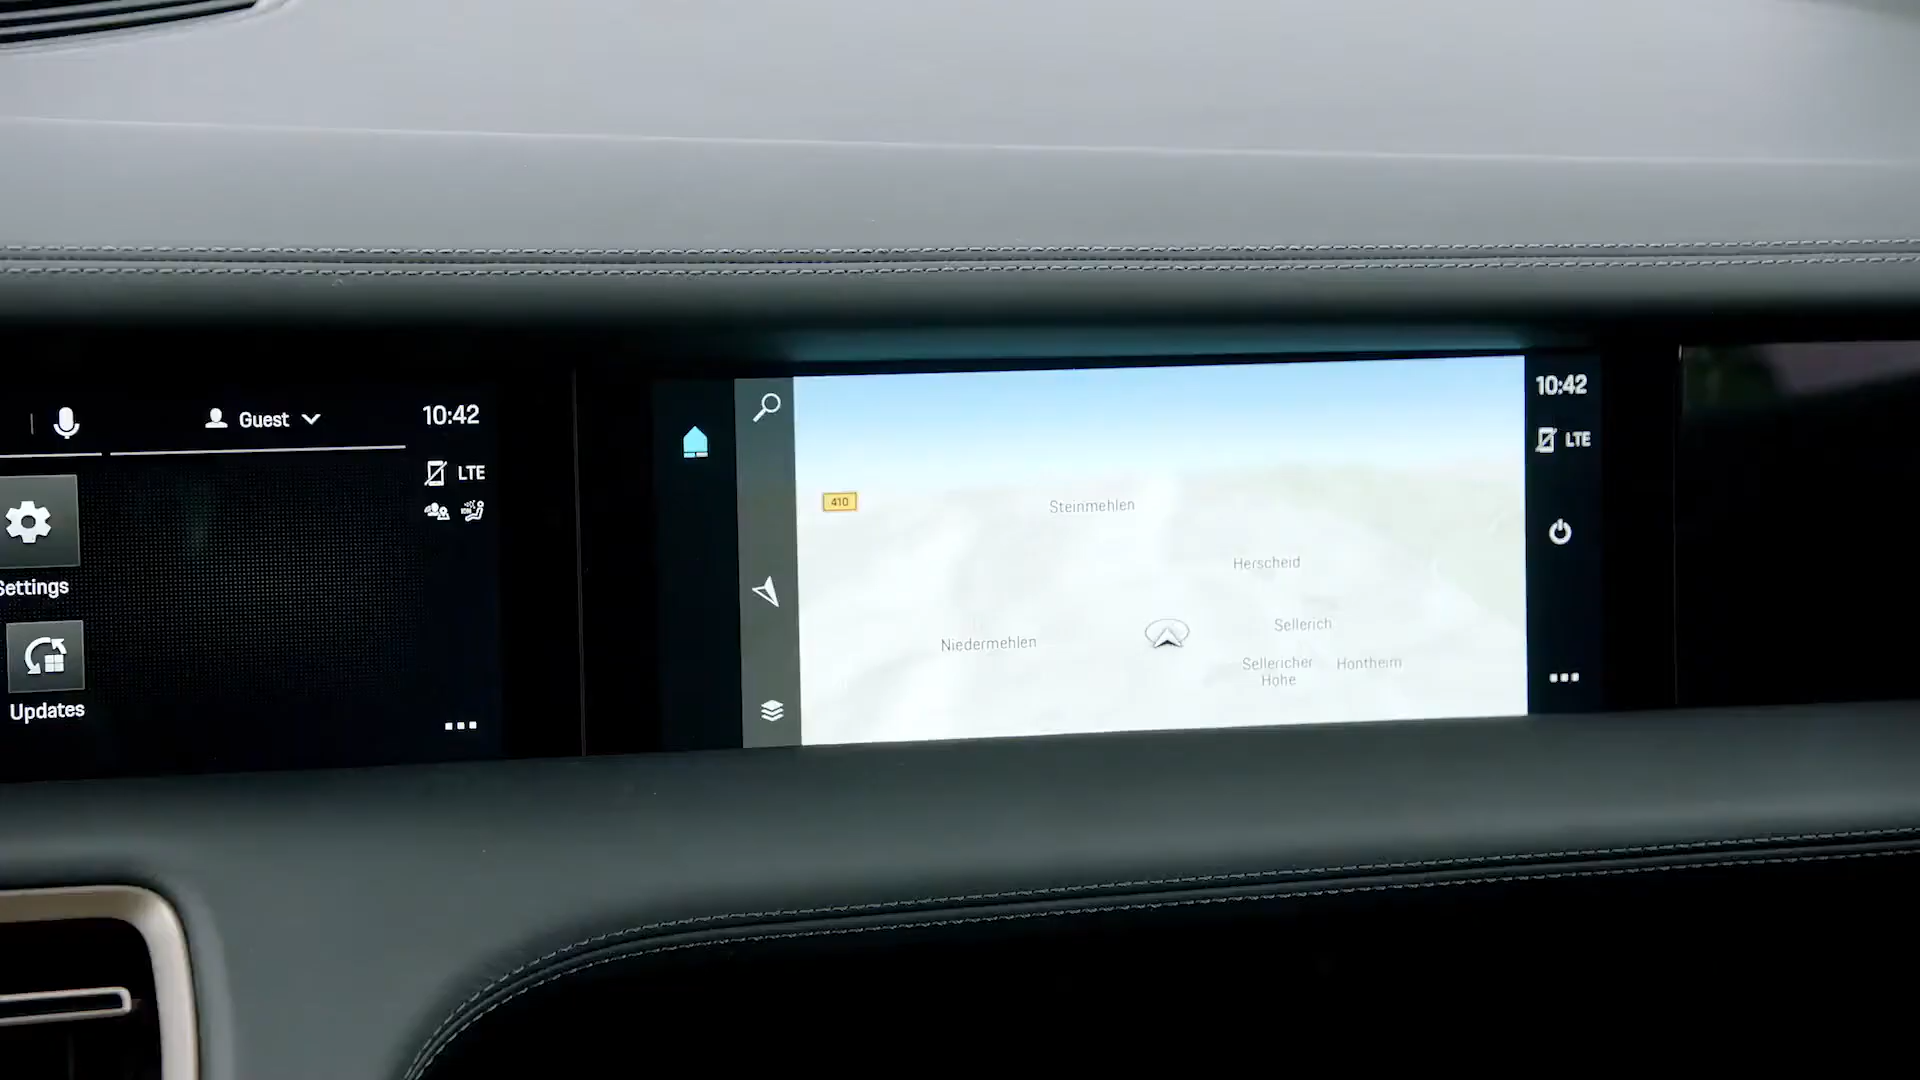 Guest
10:42
LTE
Settings
Updates
10:42
LTE
410
Steinmehlen
Herscheid
Sellerich
Niedermehlen
Sellericher
Hohe
Hontheim